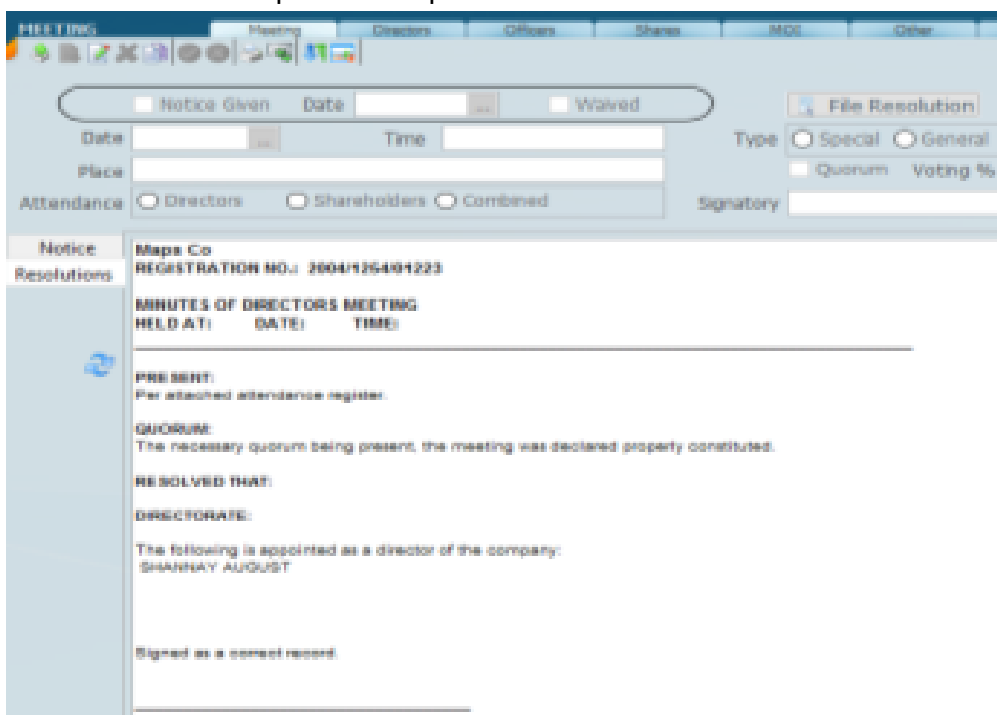 MEETING Meeting Directors Officers Shares MOI Other
Notice Given Date ... Waived File Resolution
Date ... Time Type Special General
Place Quorum Voting %
Attendance Directors Shareholders Combined Signatory
Notice
Resolutions
Maps Co
REGISTRATION NO.: 2004/1254/01223
MINUTES OF DIRECTORS MEETING
HELD AT: DATE: TIME:
PRESENT:
Per attached attendance register.
QUORUM:
The necessary quorum being present, the meeting was declared properly constituted.
RESOLVED THAT:
DIRECTORATE:
The following is appointed as a director of the company:
SHANNAY AUGUST
Signed as a correct record.